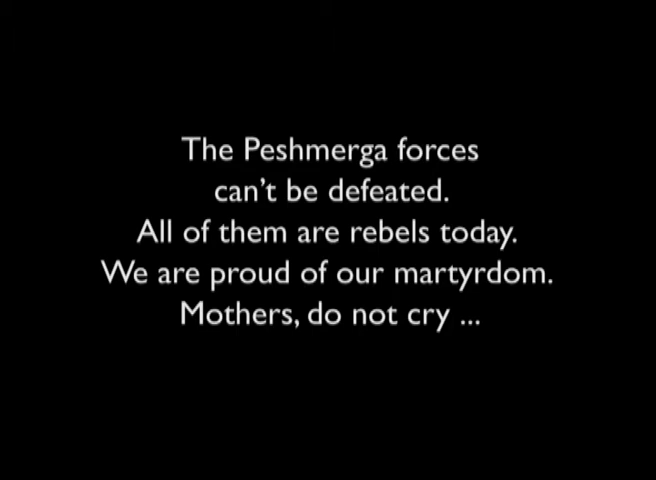 The Peshmerga forces
can't be defeated.
All of them are rebels today.
We are proud of our martyrdom.
Mothers, do not cry ...